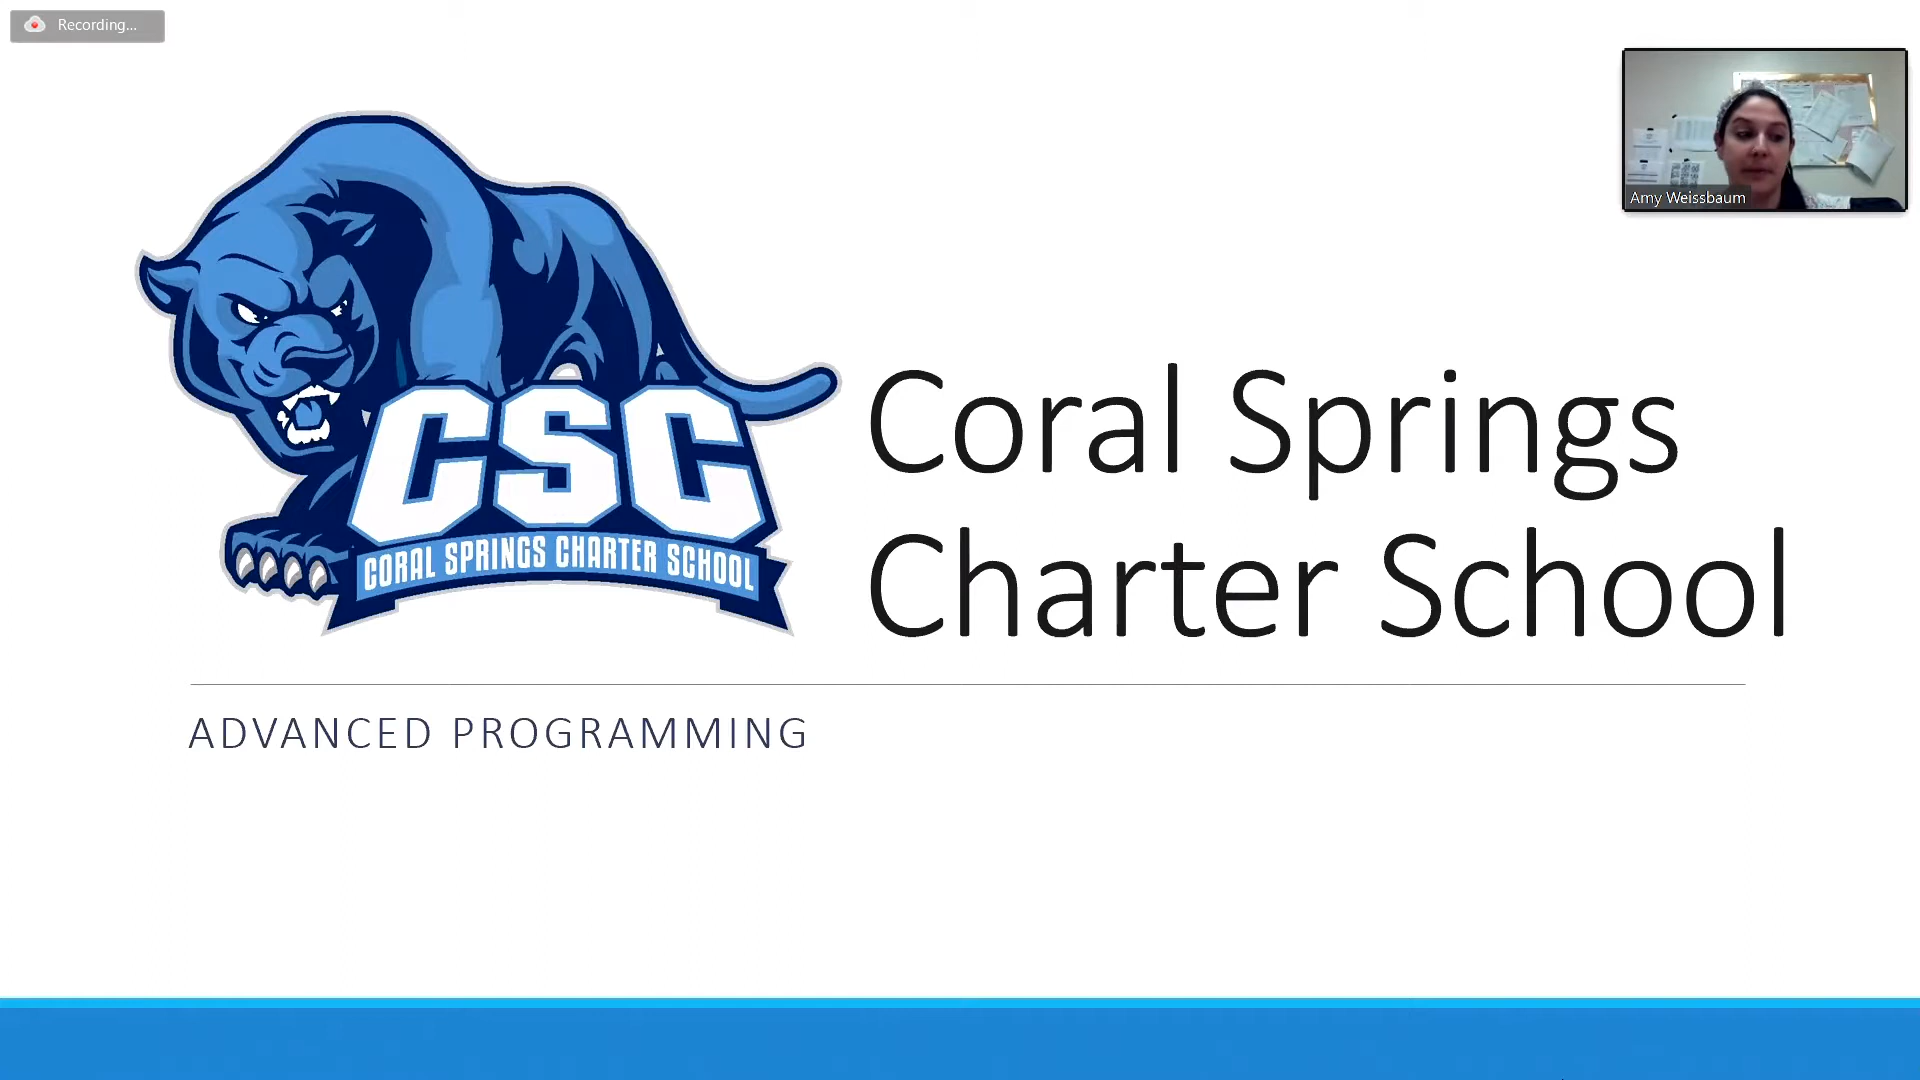 Recording...
Amy Weissbaum
CSC
CORAL SPRINGS CHARTER SCHOOL
Coral Springs
Charter School
ADVANCED PROGRAMMING